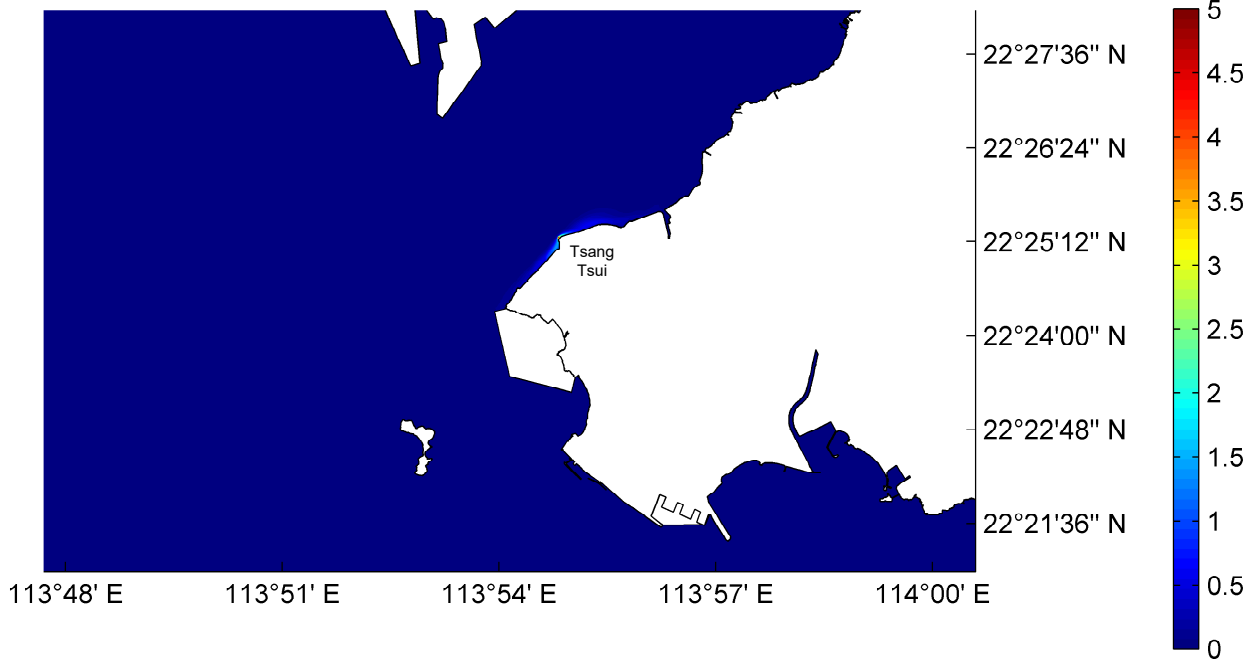 5
22°27'36" N
4.5
4
22°26'24" N
3.5
22°25'12" N
Tsang
Tsui
3
2.5
22°24'00" N
2
22°22'48" N
1.5
1
22°21'36" N
0.5
113°48' E 113°51' E 113°54' E 113°57' E 114°00' E
0